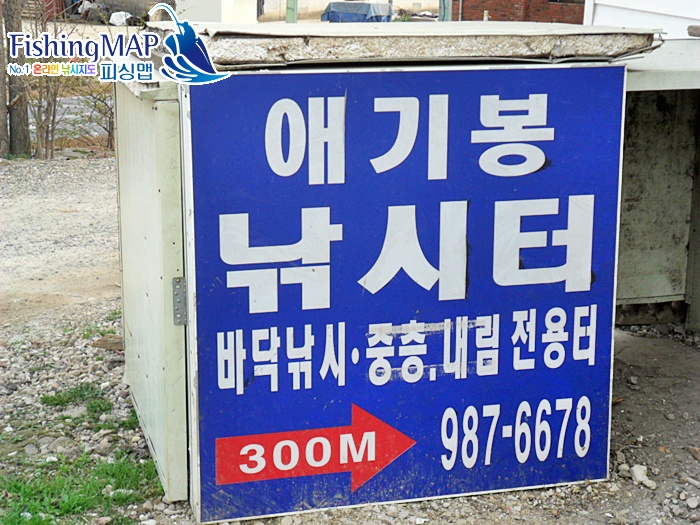 FishingMAP
No.1 온라인 낚시지도 피싱맵
애기봉
낚시터
바닥낚시·중층,내림 전용터
300M 987-6678